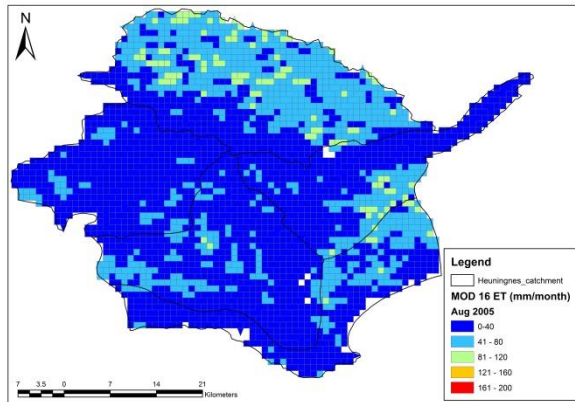 N
Legend
Heuningnes_catchment
MOD 16 ET (mm/month)
Aug 2005
0-40
41 - 80
81 - 120
121 - 160
161 - 200
7 3.5 0 7 14 21
Kilometers